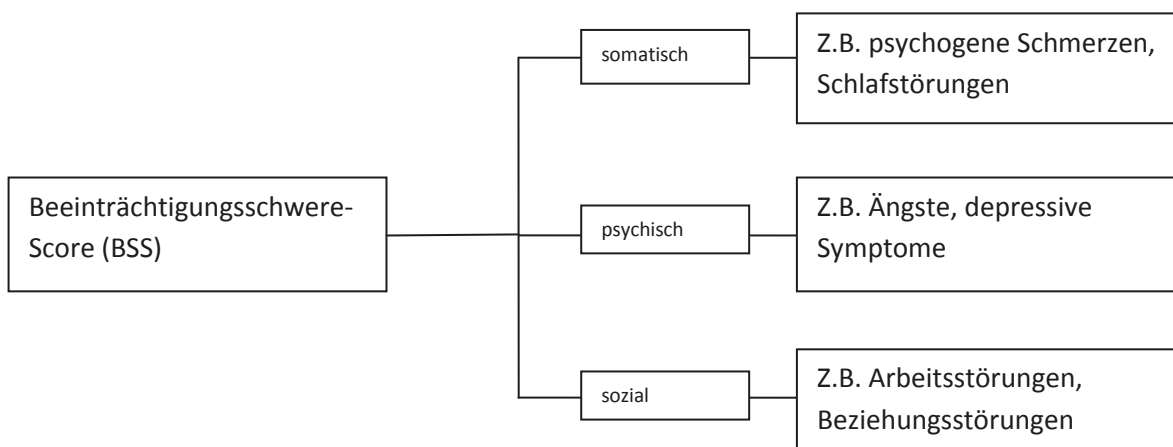 somatisch
Z.B. psychogene Schmerzen,
Schlafstörungen
Beeinträchtigungsschwere-
Score (BSS)
psychisch
Z.B. Ängste, depressive
Symptome
sozial
Z.B. Arbeitsstörungen,
Beziehungsstörungen